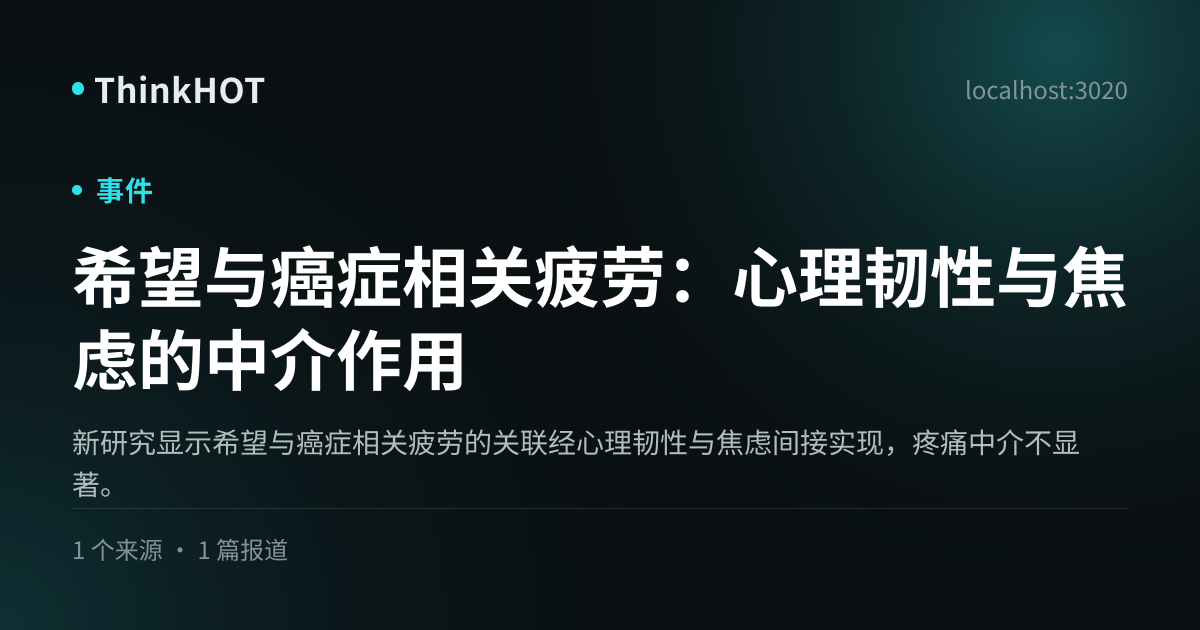 ThinkHOT
localhost:3020
事件
希望与癌症相关疲劳：心理韧性与焦
虑的中介作用
新研究显示希望与癌症相关疲劳的关联经心理韧性与焦虑间接实现，疼痛中介不显
著。
1 个来源 · 1 篇报道